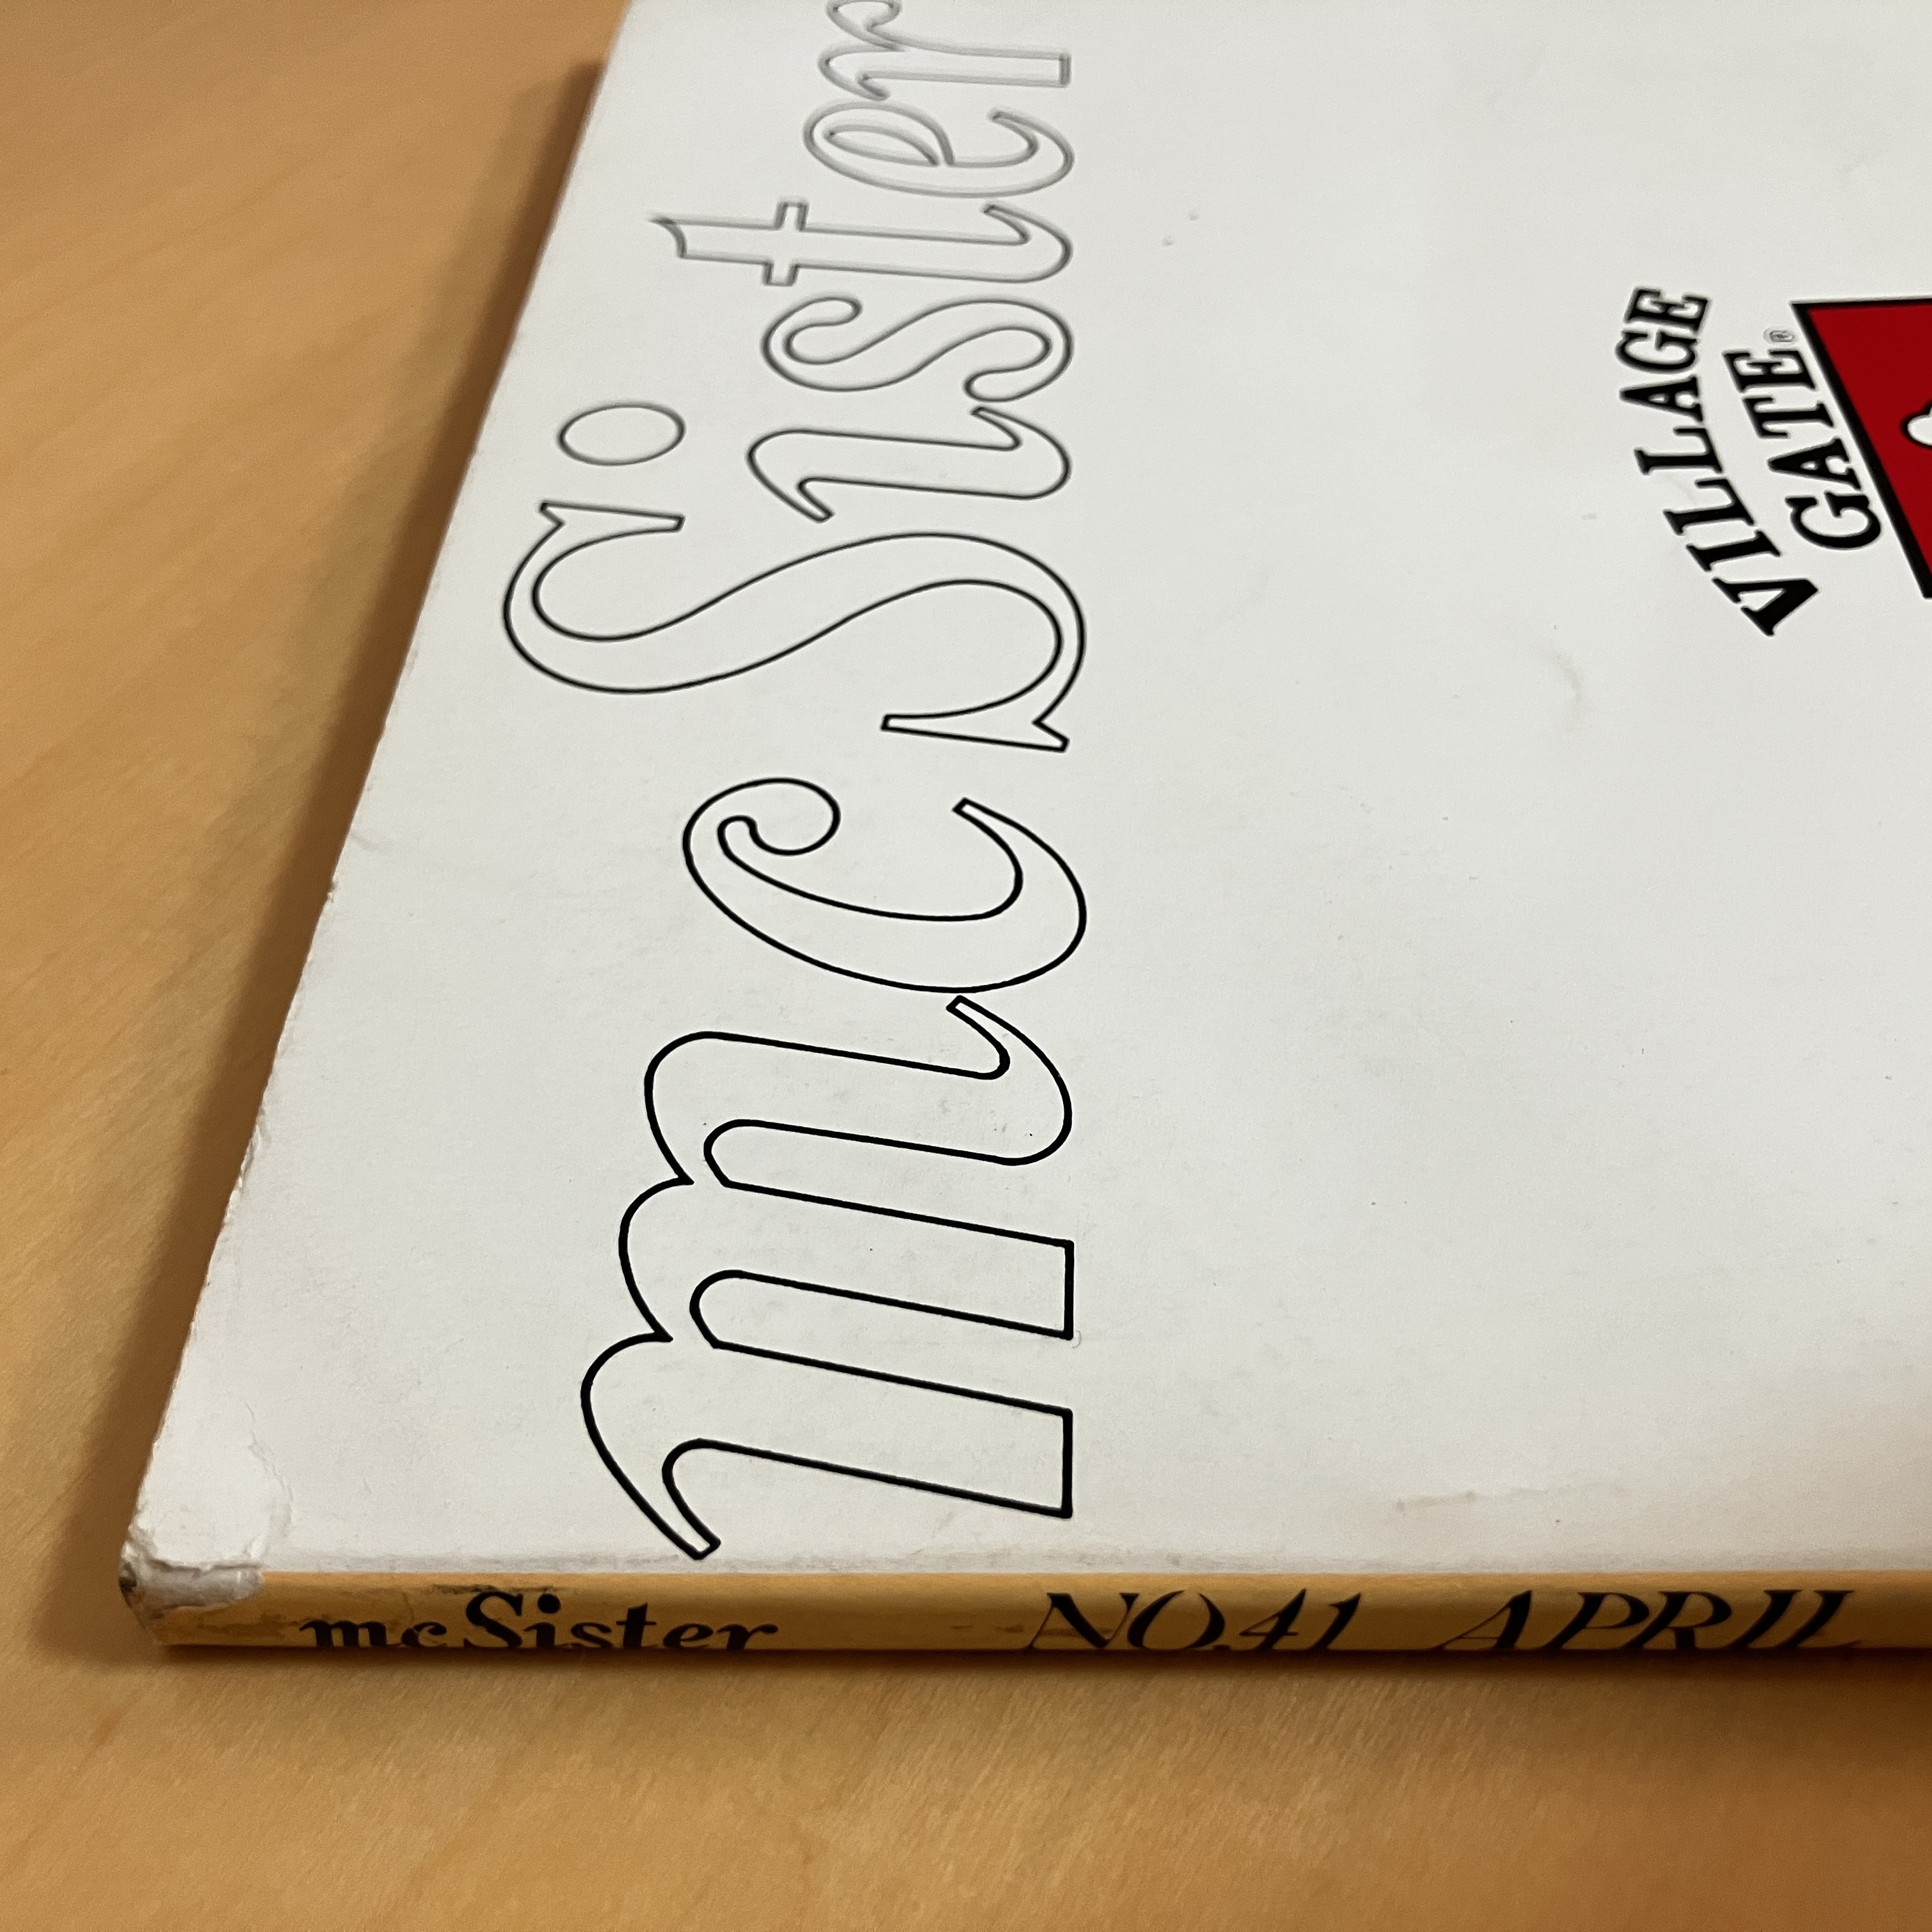 mcSister
VILLAGE
GATE®
mcSister NO.41 APRIL